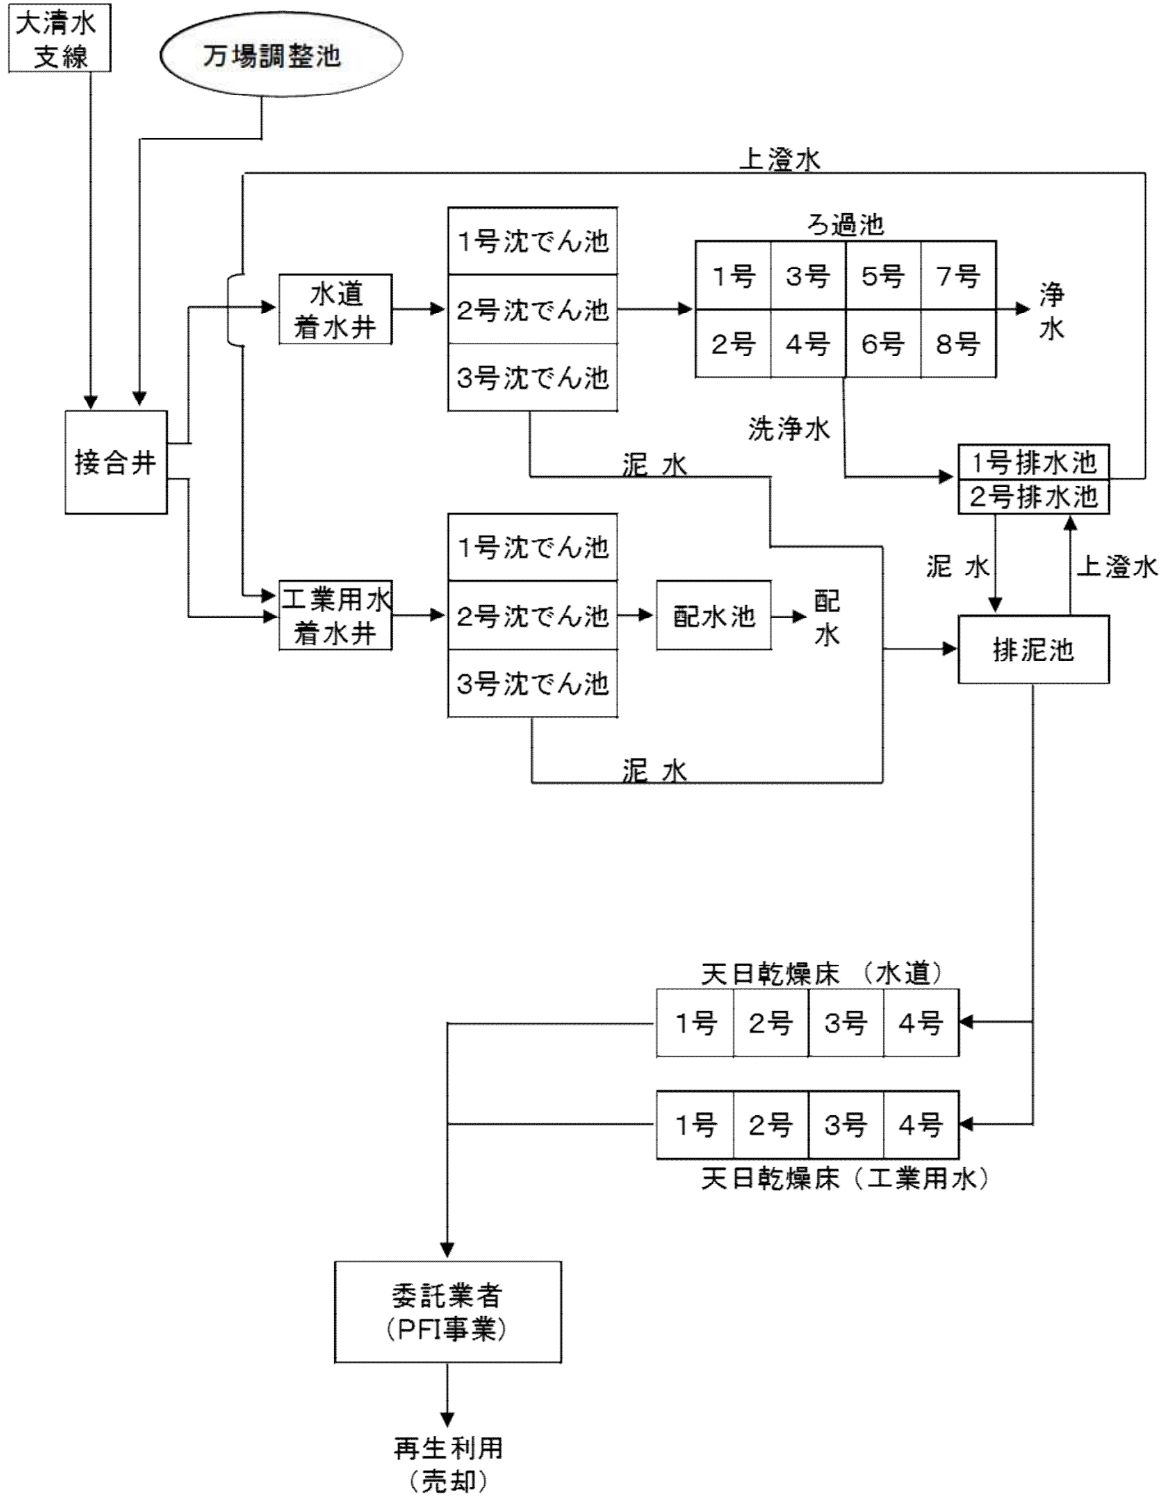 大清水
支線
万場調整池
上澄水
1号沈でん池
2号沈でん池
3号沈でん池
ろ過池
1号 3号 5号 7号
2号 4号 6号 8号
浄
水
水道
着水井
接合井
洗浄水
泥 水
1号排水池
2号排水池
泥 水
上澄水
1号沈でん池
2号沈でん池
3号沈でん池
工業用水
着水井
配水池
配
水
排泥池
泥 水
天日乾燥床 （水道）
1号 2号 3号 4号
1号 2号 3号 4号
天日乾燥床（工業用水）
委託業者
（PFI事業）
再生利用
（売却）